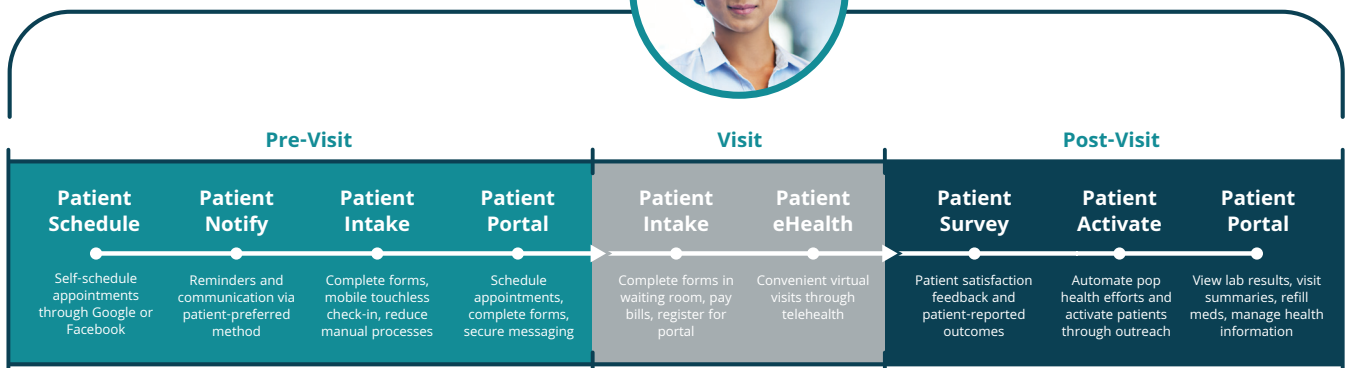 Pre-Visit
Visit
Post-Visit
Patient
Schedule
Self-schedule
appointments
through Google or
Facebook
Patient
Notify
Reminders and
communication via
patient-preferred
method
Patient
Intake
Complete forms,
mobile touchless
check-in, reduce
manual processes
Patient
Portal
Schedule
appointments,
complete forms,
secure messaging
Patient
Intake
Complete forms in
waiting room, pay
bills, register for
portal
Patient
eHealth
Convenient virtual
visits through
telehealth
Patient
Survey
Patient satisfaction
feedback and
patient-reported
outcomes
Patient
Activate
Automate pop
health efforts and
activate patients
through outreach
Patient
Portal
View lab results, visit
summaries, refill
meds, manage health
information